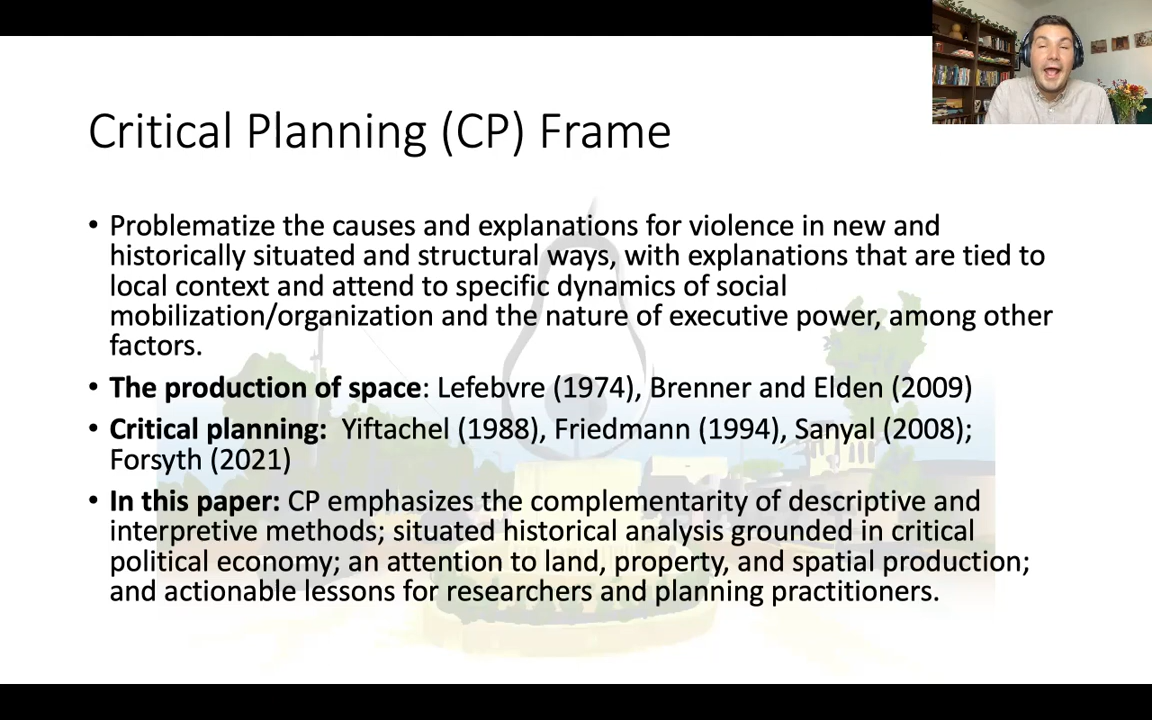 Critical Planning (CP) Frame
• Problematize the causes and explanations for violence in new and
historically situated and structural ways, with explanations that are tied to
local context and attend to specific dynamics of social
mobilization/organization and the nature of executive power, among other
factors.
• The production of space: Lefebvre (1974), Brenner and Elden (2009)
• Critical planning:  Yiftachel (1988), Friedmann (1994), Sanyal (2008);
Forsyth (2021)
• In this paper: CP emphasizes the complementarity of descriptive and
interpretive methods; situated historical analysis grounded in critical
political economy; an attention to land, property, and spatial production;
and actionable lessons for researchers and planning practitioners.